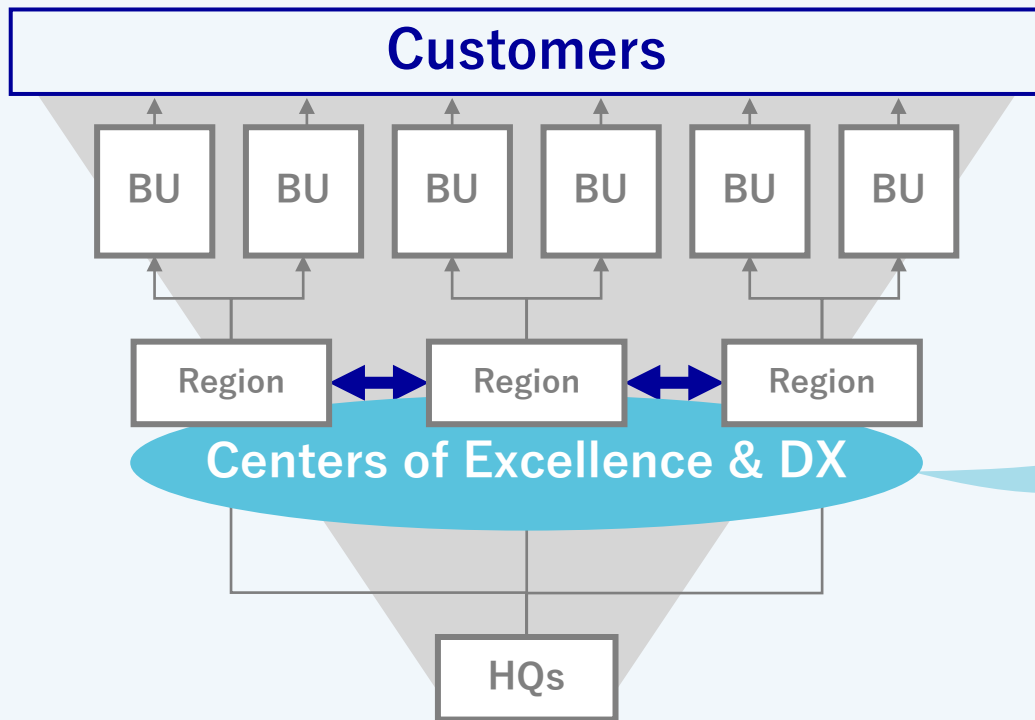 Customers
BU BU BU BU BU BU
Region Region Region
Centers of Excellence & DX
HQs